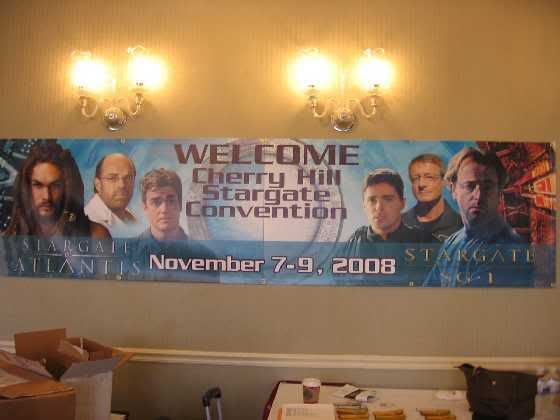 WELCOME
Cherry Hill
Stargate
Convention
STARGATE
ATLANTIS
November 7-9, 2008
STARGATE
SG·1